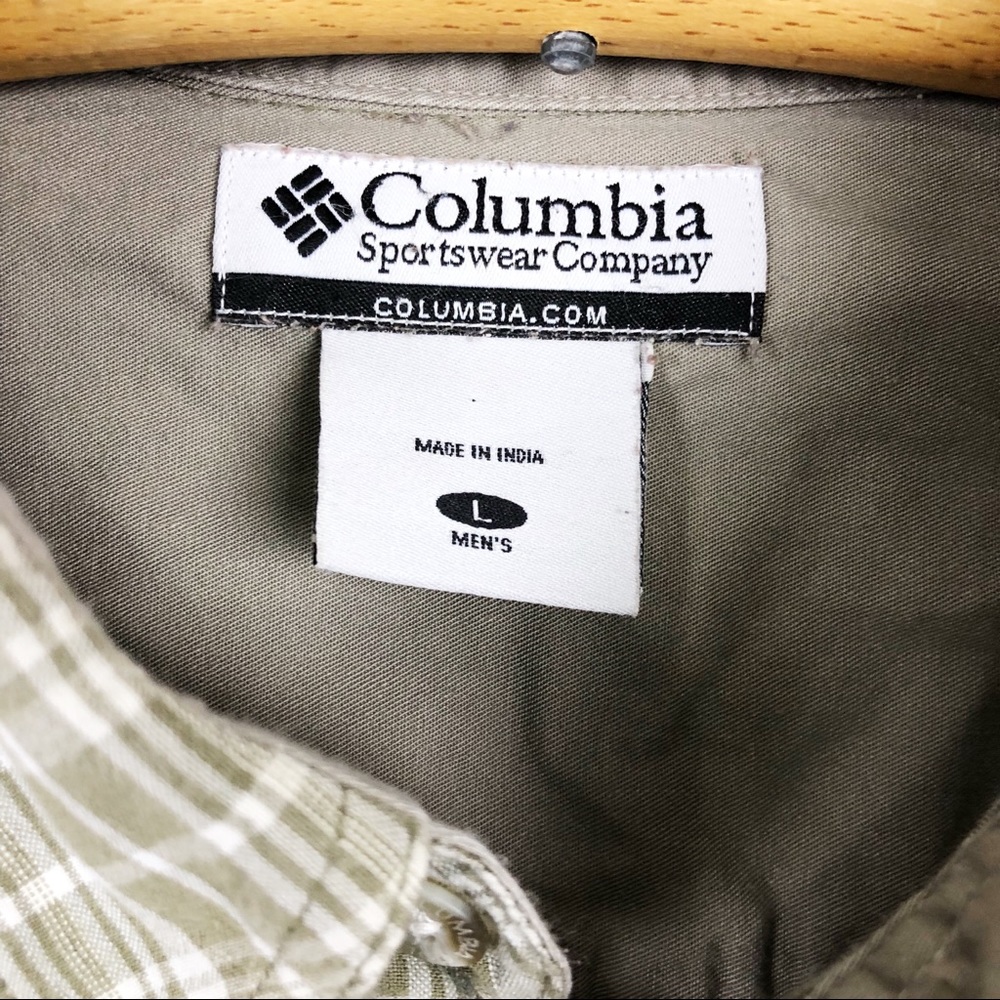 Columbia
Sportswear Company
COLUMBIA.COM
MADE IN INDIA
L
MEN'S